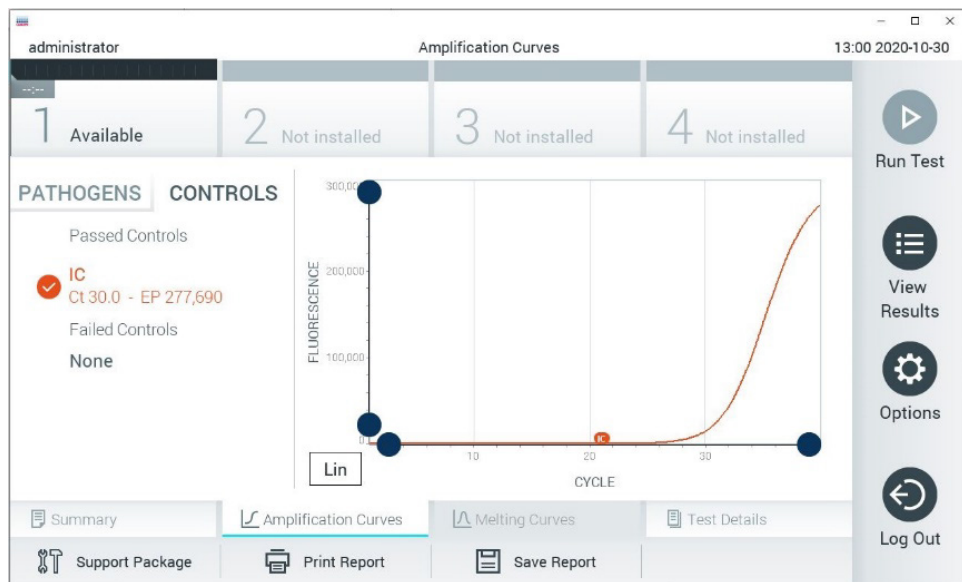 administrator
Amplification Curves
13:00 2020-10-30
--:--
1 Available
2 Not installed
3 Not installed
4 Not installed
Run Test
View
Results
Options
Log Out
PATHOGENS
CONTROLS
Passed Controls
IC
Ct 30.0 - EP 277,690
Failed Controls
None
FLUORESCENCE
200,000
100,000
0
IC
10
20
30
CYCLE
Lin
Summary
Amplification Curves
Melting Curves
Test Details
Support Package
Print Report
Save Report